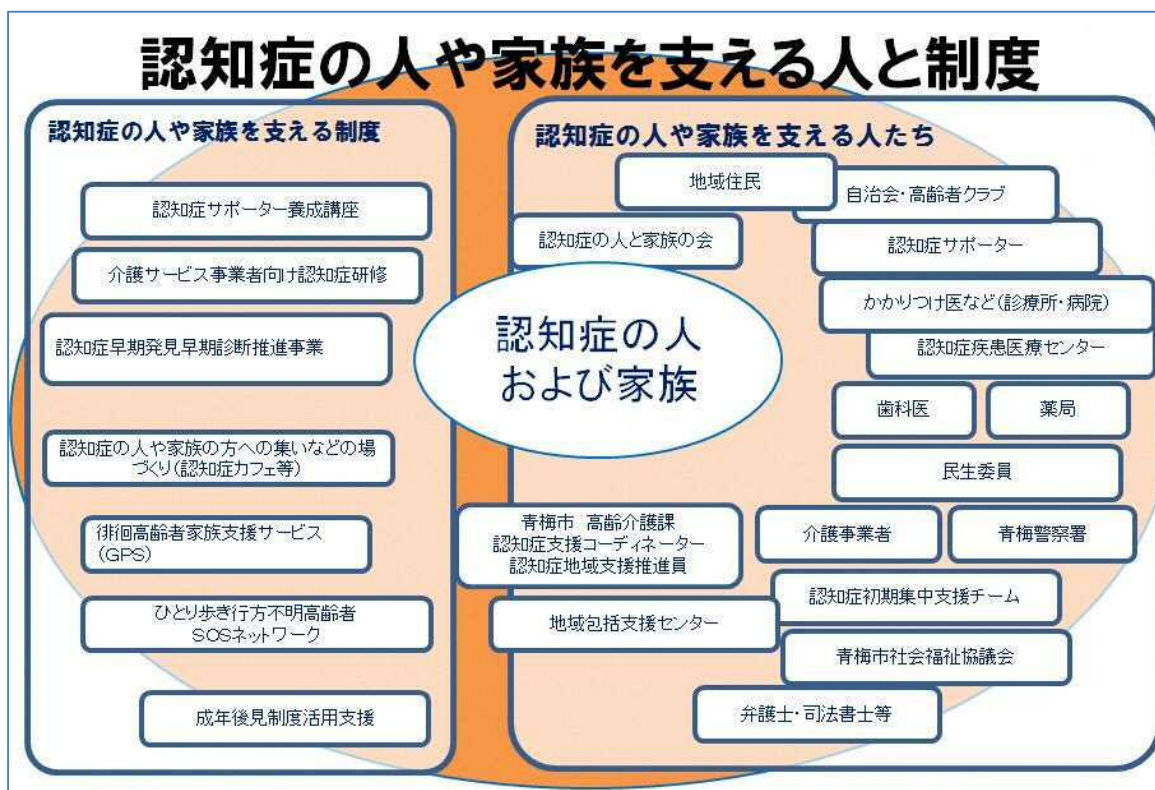 認知症の人や家族を支える人と制度
認知症の人や家族を支える制度
認知症サポーター養成講座
介護サービス事業者向け認知症研修
認知症早期発見早期診断推進事業
認知症の人や家族の方への集いなどの場
づくり(認知症カフェ等)
徘徊高齢者家族支援サービス
(GPS)
ひとり歩き行方不明高齢者
SOSネットワーク
成年後見制度活用支援
認知症の人
および家族
認知症の人や家族を支える人たち
地域住民
自治会・高齢者クラブ
認知症の人と家族の会
認知症サポーター
かかりつけ医など(診療所・病院)
認知症疾患医療センター
歯科医
薬局
民生委員
青梅市 高齢介護課
認知症支援コーディネーター
認知症地域支援推進員
介護事業者
青梅警察署
認知症初期集中支援チーム
地域包括支援センター
青梅市社会福祉協議会
弁護士・司法書士等